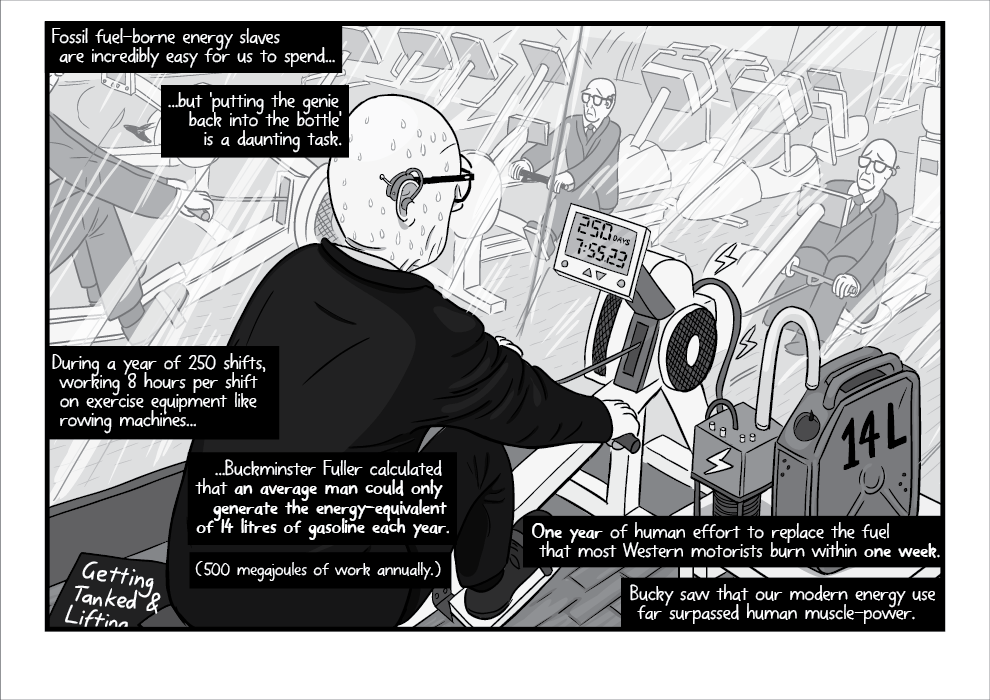 Fossil fuel-borne energy slaves
are incredibly easy for us to spend...
...but 'putting the genie
back into the bottle'
is a daunting task.
250 DAYS
7:55.23
During a year of 250 shifts,
working 8 hours per shift
on exercise equipment like
rowing machines...
14 L
...Buckminster Fuller calculated
that an average man could only
generate the energy-equivalent
of 14 litres of gasoline each year.
(500 megajoules of work annually.)
One year of human effort to replace the fuel
that most Western motorists burn within one week.
Getting
Tanked &
Lifting
Bucky saw that our modern energy use
far surpassed human muscle-power.